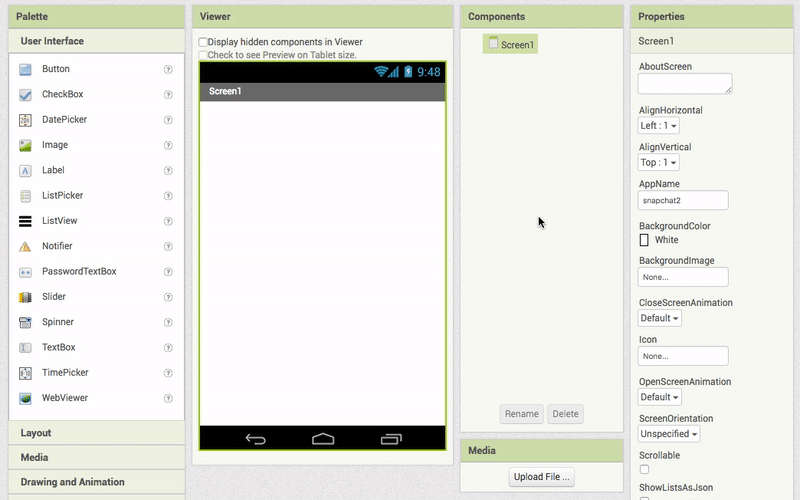 Palette
User Interface
Button
?
CheckBox
?
DatePicker
?
Image
?
Label
?
ListPicker
?
ListView
?
Notifier
?
PasswordTextBox
?
Slider
?
Spinner
?
TextBox
?
TimePicker
?
WebViewer
?
Layout
Media
Drawing and Animation
Viewer
Display hidden components in Viewer
Check to see Preview on Tablet size.
9:48
Screen1
Components
Screen1
Rename
Delete
Media
Upload File ...
Properties
Screen1
AboutScreen
AlignHorizontal
Left : 1
AlignVertical
Top : 1
AppName
snapchat2
BackgroundColor
White
BackgroundImage
None...
CloseScreenAnimation
Default
Icon
None...
OpenScreenAnimation
Default
ScreenOrientation
Unspecified
Scrollable
ShowListsAsJson